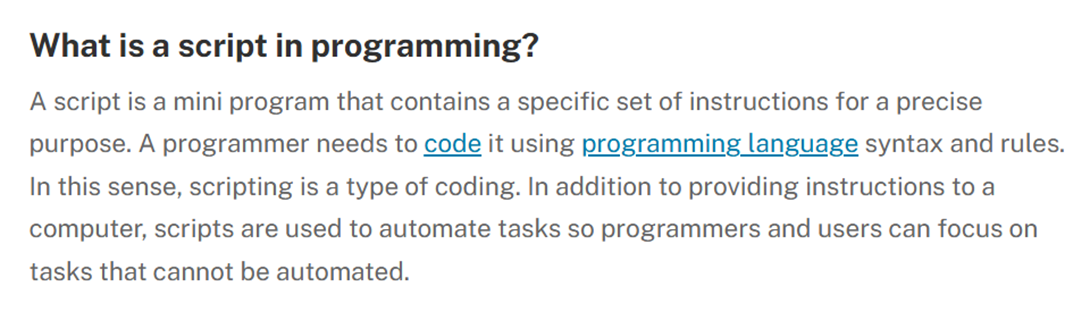 What is a script in programming?
A script is a mini program that contains a specific set of instructions for a precise
purpose. A programmer needs to code it using programming language syntax and rules.
In this sense, scripting is a type of coding. In addition to providing instructions to a
computer, scripts are used to automate tasks so programmers and users can focus on
tasks that cannot be automated.